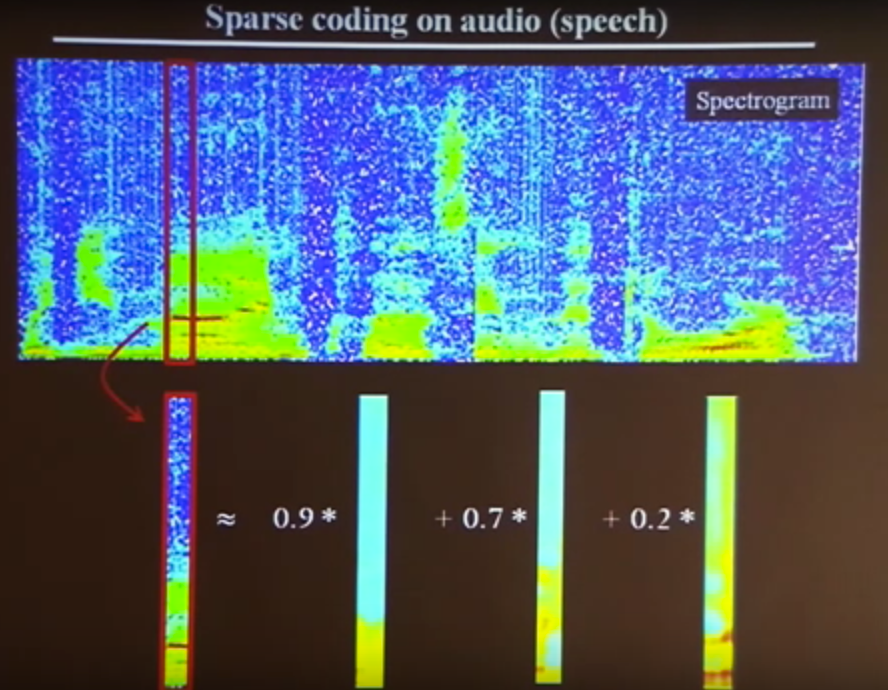 Sparse coding on audio (speech)
Spectrogram
≈ 0.9 * + 0.7 * + 0.2 *